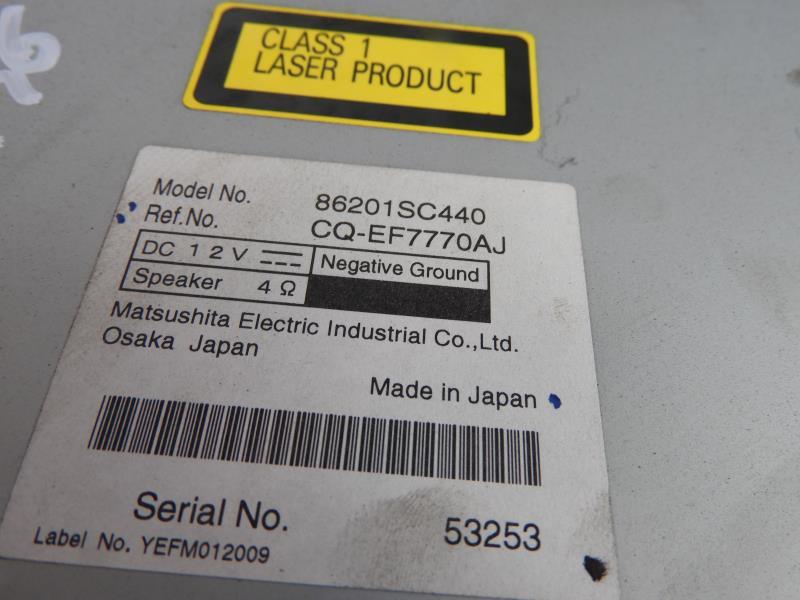 CLASS 1
LASER PRODUCT
Model No. 86201SC440
Ref.No. CQ-EF7770AJ
DC 12V Negative Ground
Speaker 4Ω
Matsushita Electric Industrial Co.,Ltd.
Osaka Japan
Made in Japan
Serial No. 53253
Label No. YEFM012009